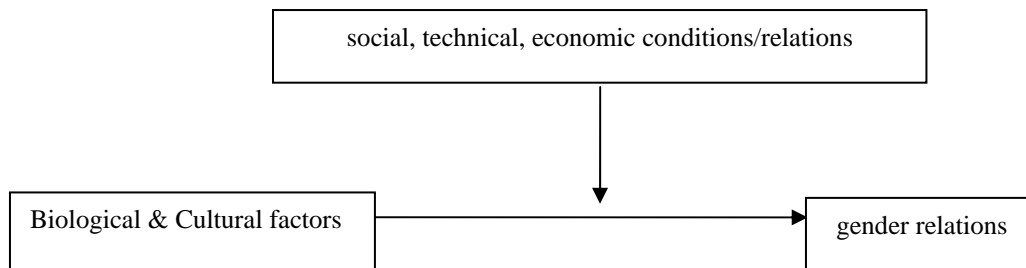 social, technical, economic conditions/relations
Biological & Cultural factors
gender relations